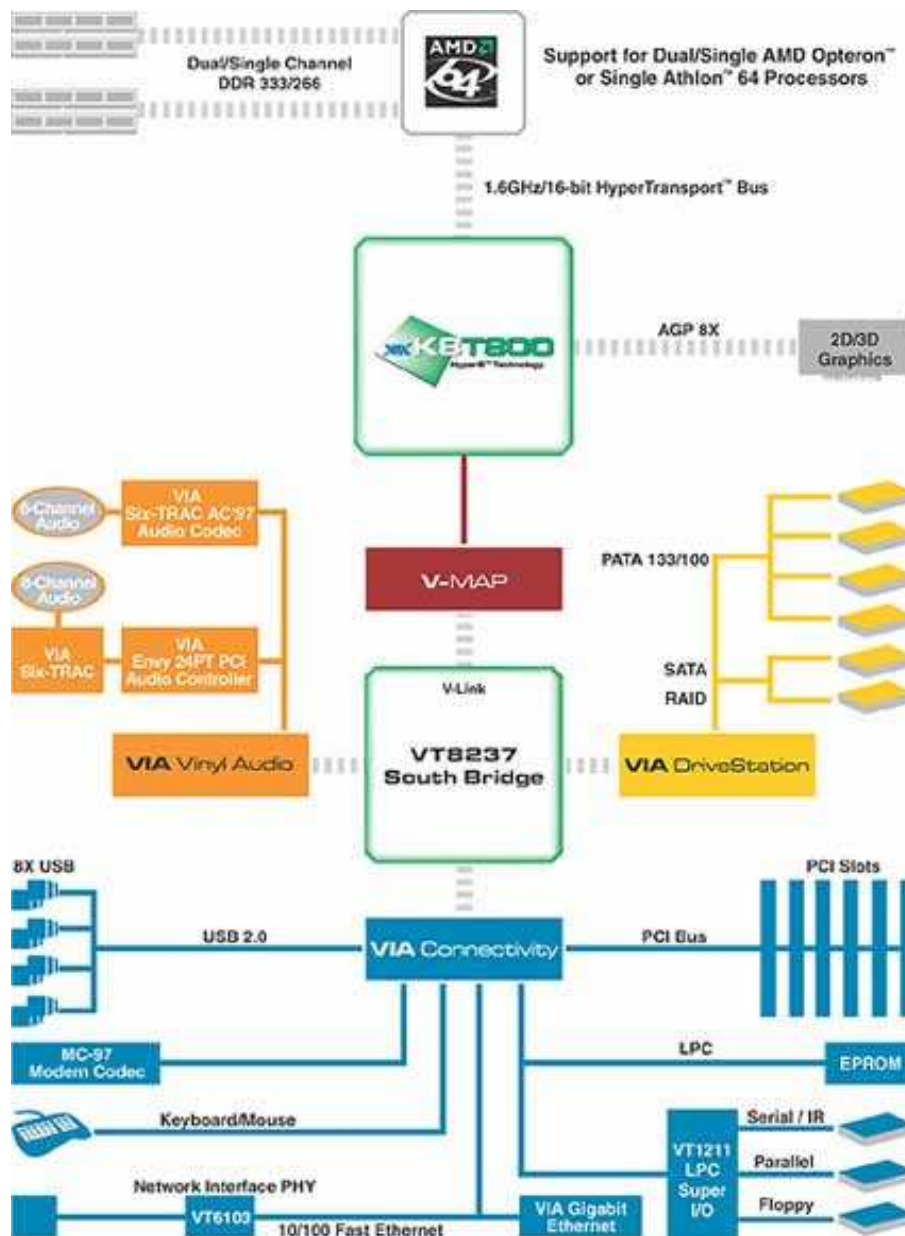 Dual/Single Channel
DDR 333/266
AMD
64
Support for Dual/Single AMD Opteron™
or Single Athlon™ 64 Processors
1.6GHz/16-bit HyperTransport™ Bus
VIA K8T800
Hyper8™ Technology
AGP 8X
2D/3D
Graphics
6-Channel
Audio
VIA
Six-TRAC AC'97
Audio Codec
8-Channel
Audio
VIA
Six-TRAC
VIA
Envy 24PT PCI
Audio Controller
VIA Vinyl Audio
V-MAP
V-Link
VT8237
South Bridge
PATA 133/100
SATA
RAID
VIA DriveStation
8X USB
USB 2.0
VIA Connectivity
PCI Slots
PCI Bus
MC-97
Modem Codec
LPC
EPROM
Keyboard/Mouse
Network Interface PHY
VT6103
10/100 Fast Ethernet
VIA Gigabit
Ethernet
VT1211
LPC
Super
I/O
Serial / IR
Parallel
Floppy